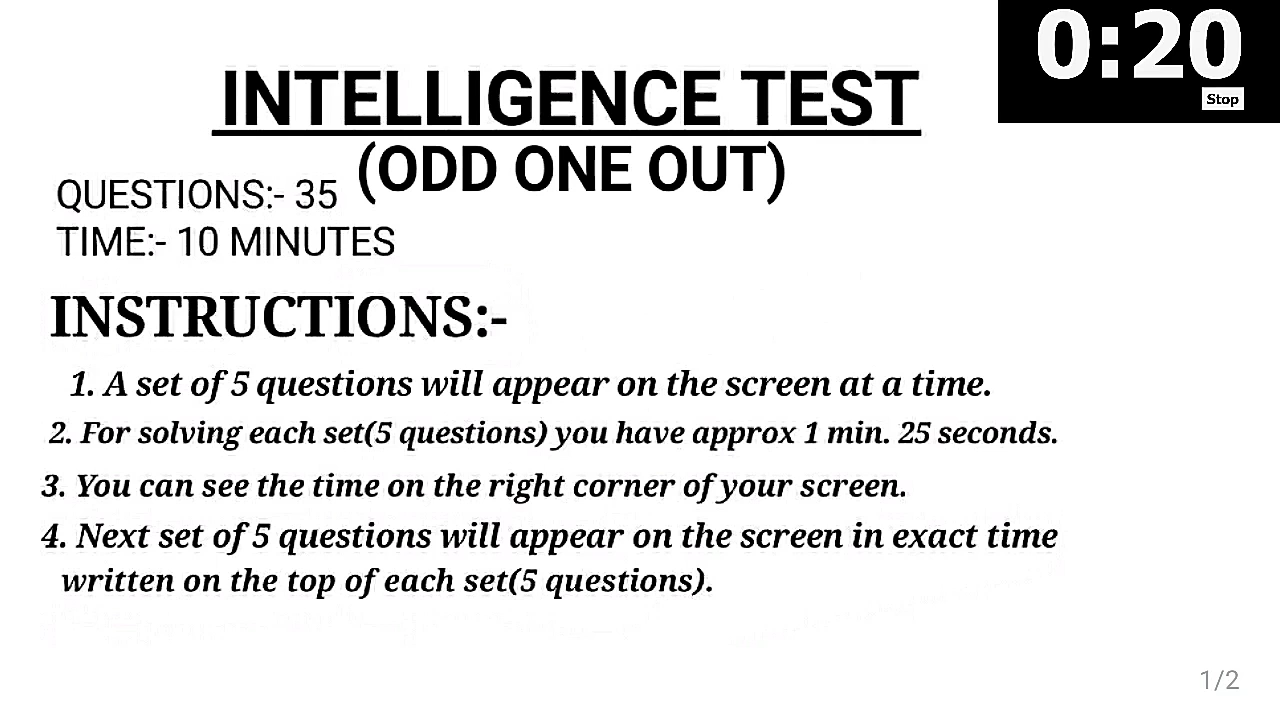 0:20
Stop
INTELLIGENCE TEST
(ODD ONE OUT)
QUESTIONS:- 35
TIME:- 10 MINUTES
INSTRUCTIONS:-
1. A set of 5 questions will appear on the screen at a time.
2. For solving each set(5 questions) you have approx 1 min. 25 seconds.
3. You can see the time on the right corner of your screen.
4. Next set of 5 questions will appear on the screen in exact time
written on the top of each set(5 questions).
1/2